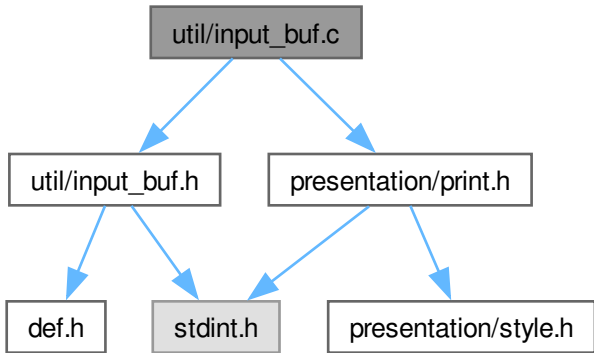 util/input_buf.c
util/input_buf.h
presentation/print.h
def.h
stdint.h
presentation/style.h